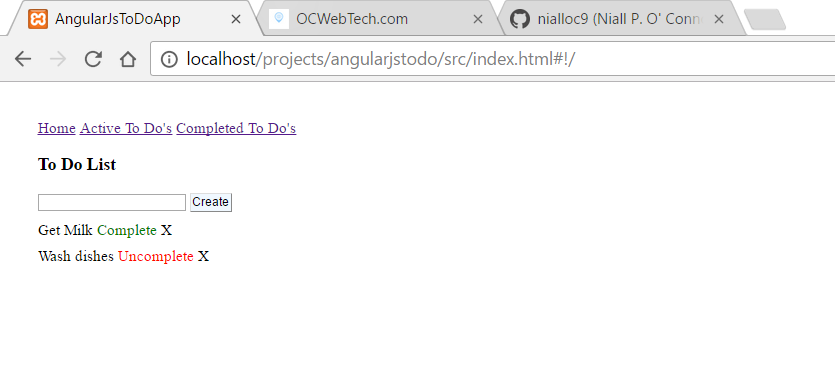 AngularJsToDoApp OCWebTech.com nialloc9 (Niall P. O' Conn
localhost/projects/angularjstodo/src/index.html#!/
Home Active To Do's Completed To Do's
To Do List
Create
Get Milk Complete X
Wash dishes Uncomplete X